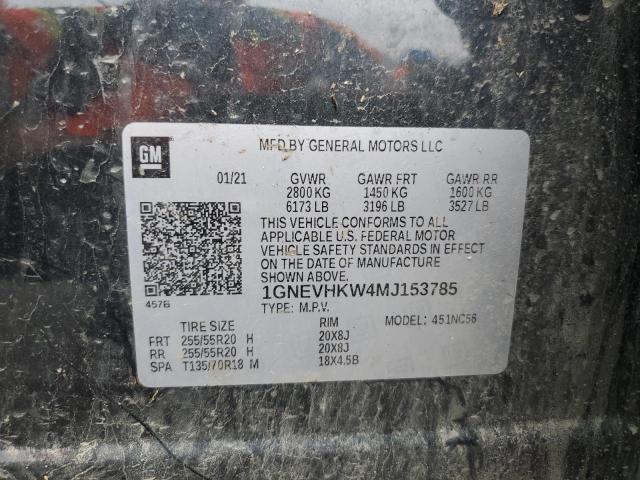 GM
MFD BY GENERAL MOTORS LLC
01/21 GVWR GAWR FRT GAWR RR
2800 KG 1450 KG 1600 KG
6173 LB 3196 LB 3527 LB
THIS VEHICLE CONFORMS TO ALL
APPLICABLE U.S. FEDERAL MOTOR
VEHICLE SAFETY STANDARDS IN EFFECT
ON THE DATE OF MANUFACTURE
SHOWN ABOVE.
457B
1GNEVHKW4MJ153785
TYPE: M.P.V.
MODEL: 451NC56
TIRE SIZE RIM
FRT 255/55R20 H 20X8J
RR 255/55R20 H 20X8J
SPA T135/70R18 M 18X4.5B